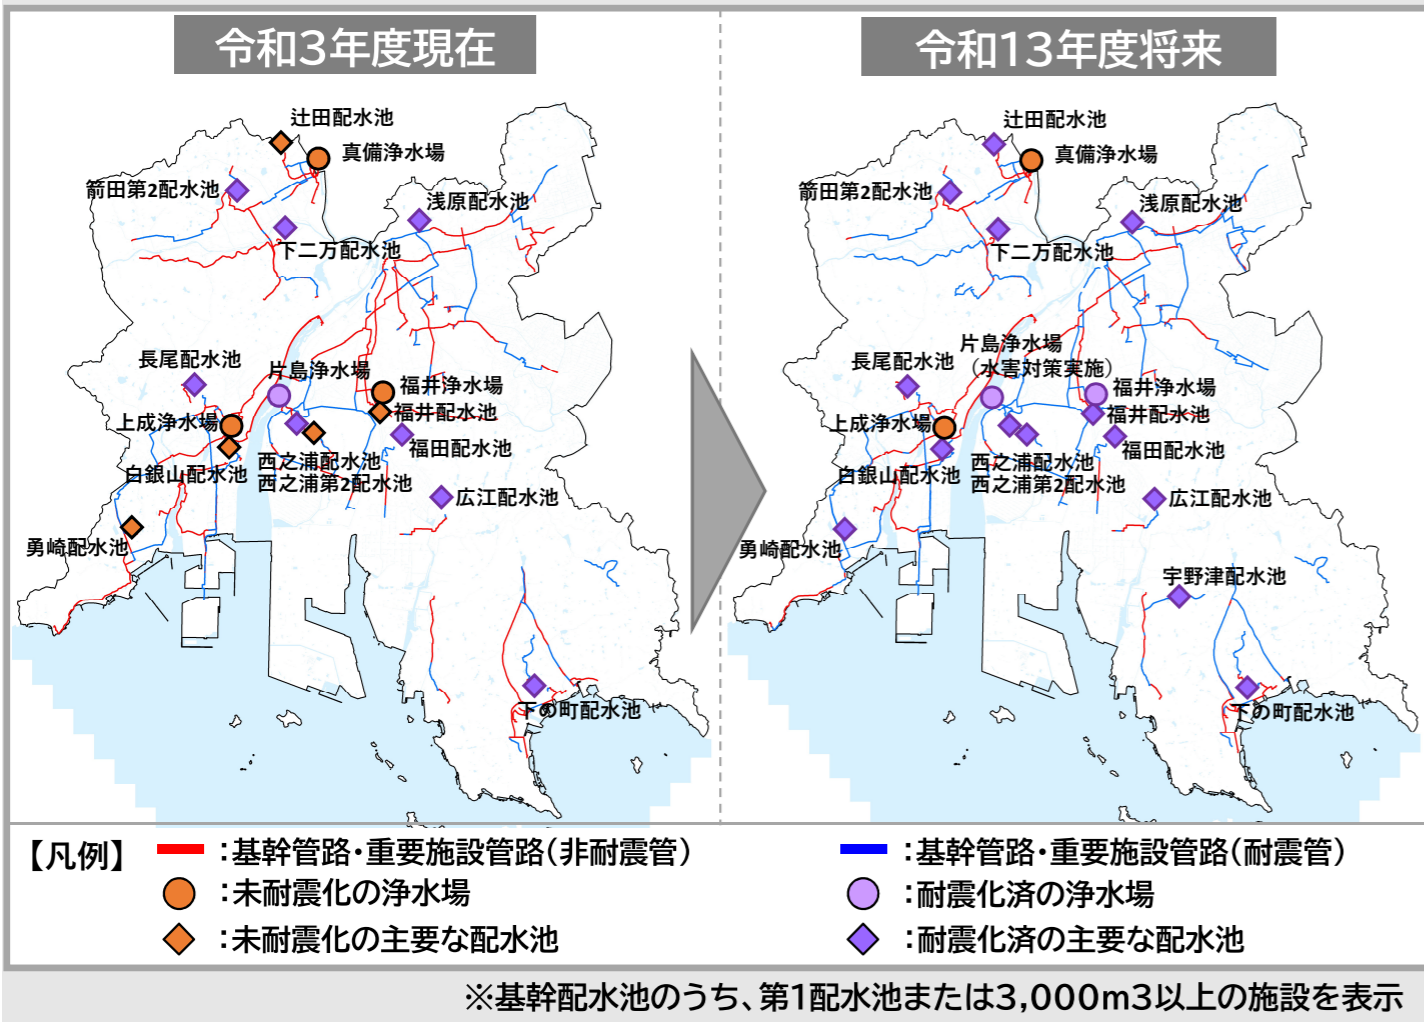 令和3年度現在
辻田配水池
真備浄水場
箭田第2配水池
浅原配水池
下二万配水池
長尾配水池
片島浄水場
福井浄水場
福井配水池
上成浄水場
福田配水池
白銀山配水池
西之浦配水池
西之浦第2配水池
広江配水池
勇崎配水池
下の町配水池
令和13年度将来
辻田配水池
真備浄水場
箭田第2配水池
浅原配水池
下二万配水池
片島浄水場
（水害対策実施）
長尾配水池
福井浄水場
福井配水池
上成浄水場
福田配水池
白銀山配水池
西之浦配水池
西之浦第2配水池
広江配水池
勇崎配水池
宇野津配水池
下の町配水池
【凡例】
：基幹管路・重要施設管路（非耐震管）
：基幹管路・重要施設管路（耐震管）
：未耐震化の浄水場
：耐震化済の浄水場
：未耐震化の主要な配水池
：耐震化済の主要な配水池
※基幹配水池のうち、第1配水池または3,000m3以上の施設を表示